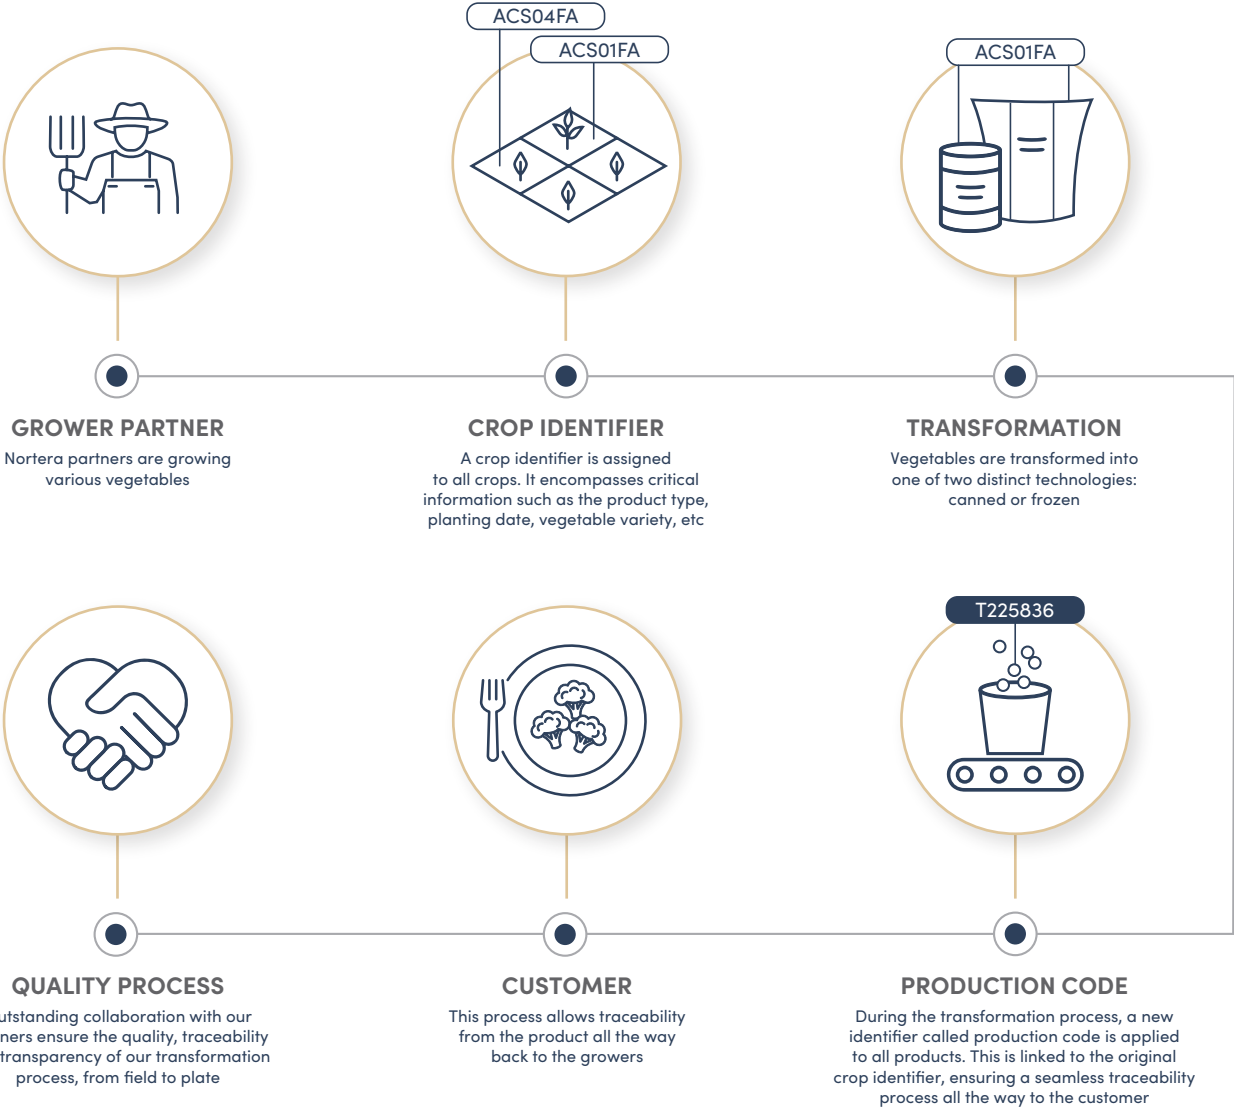 ACS04FA
ACS01FA
ACS01FA
GROWER PARTNER
Nortera partners are growing
various vegetables
CROP IDENTIFIER
A crop identifier is assigned
to all crops. It encompasses critical
information such as the product type,
planting date, vegetable variety, etc
TRANSFORMATION
Vegetables are transformed into
one of two distinct technologies:
canned or frozen
T225836
QUALITY PROCESS
utstanding collaboration with our
ners ensure the quality, traceability
transparency of our transformation
process, from field to plate
CUSTOMER
This process allows traceability
from the product all the way
back to the growers
PRODUCTION CODE
During the transformation process, a new
identifier called production code is applied
to all products. This is linked to the original
crop identifier, ensuring a seamless traceability
process all the way to the customer